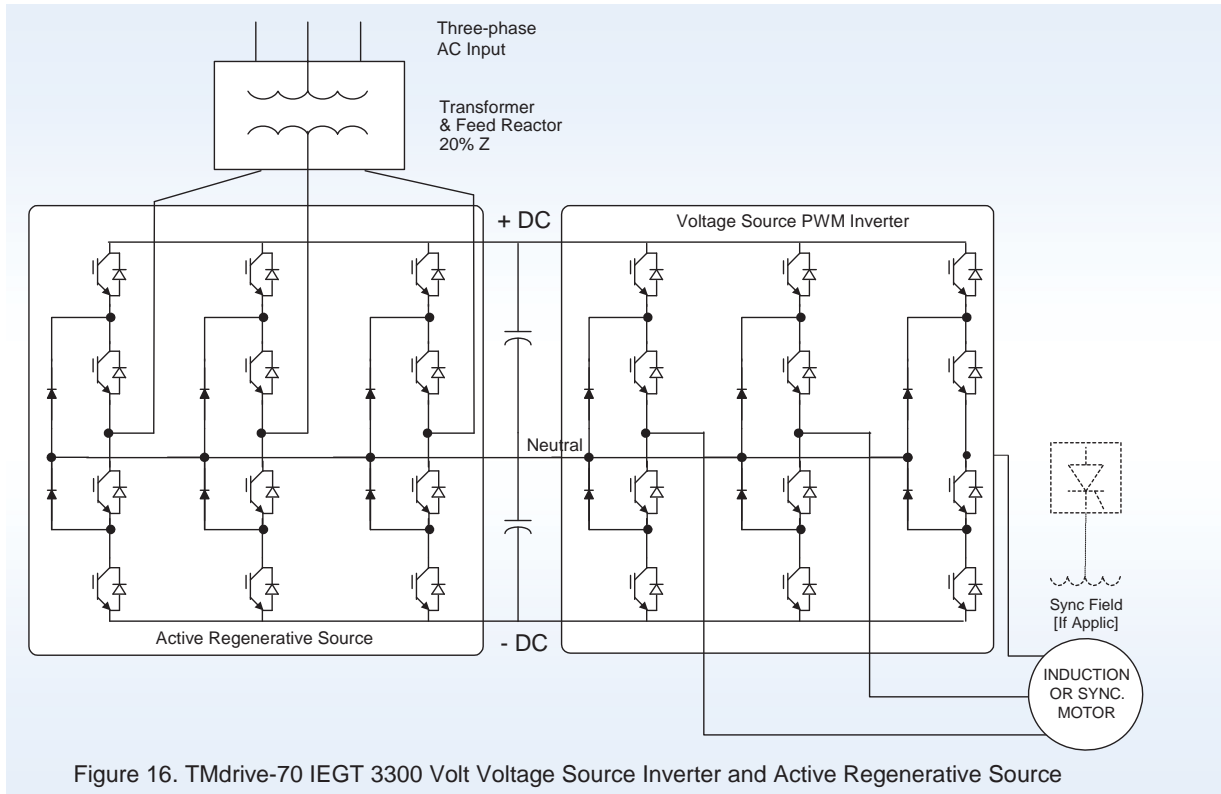 Three-phase
AC Input
Transformer
& Feed Reactor
20% Z
+ DC
Voltage Source PWM Inverter
Neutral
Active Regenerative Source
- DC
Sync Field
[If Applic]
INDUCTION
OR SYNC.
MOTOR
Figure 16. TMdrive-70 IEGT 3300 Volt Voltage Source Inverter and Active Regenerative Source